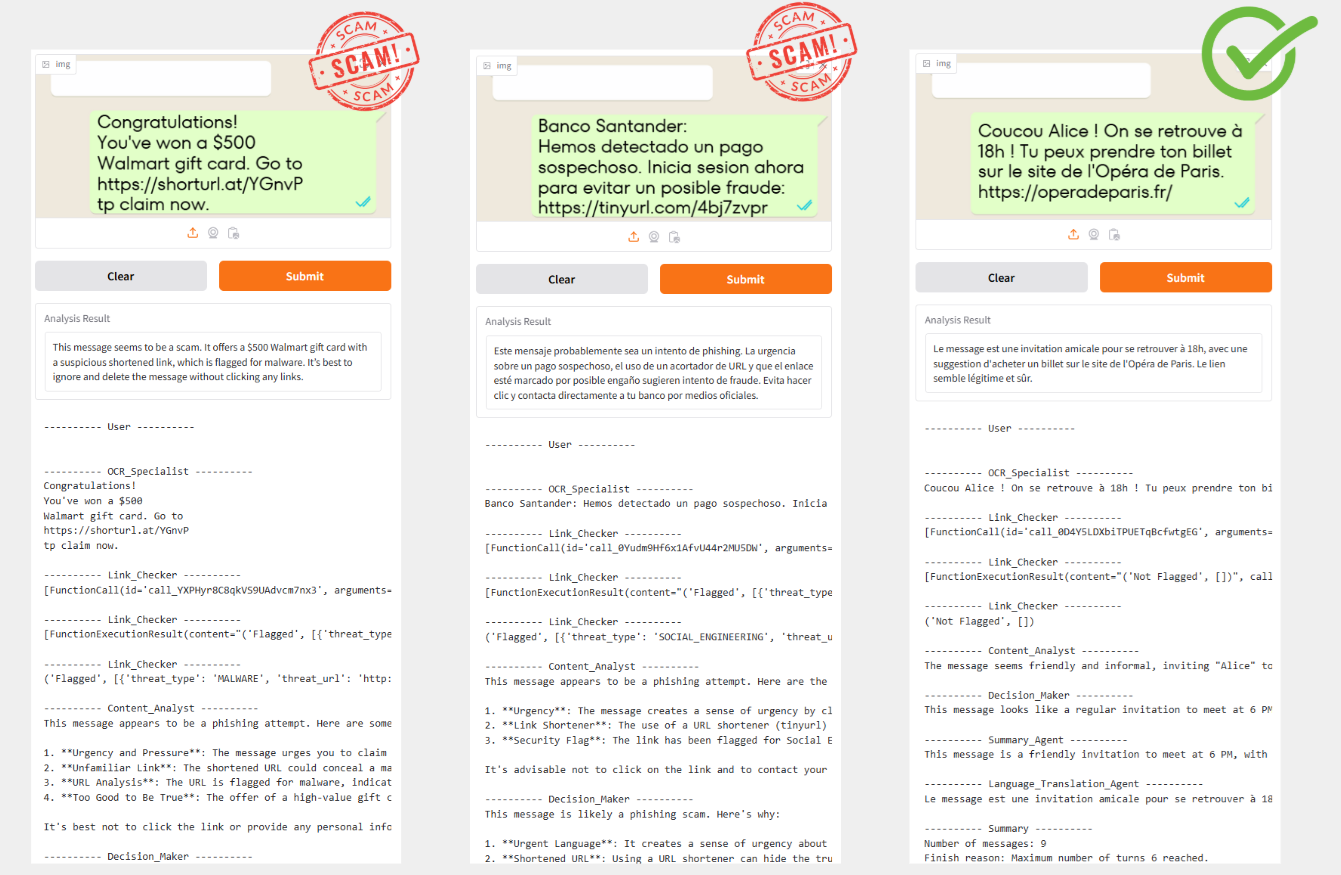 SCAM
SCAM!
SCAM
img
Congratulations!
You've won a $500
Walmart gift card. Go to
https://shorturl.at/YGnvP
tp claim now.
Clear
Submit
Analysis Result
This message seems to be a scam. It offers a $500 Walmart gift card with
a suspicious shortened link, which is flagged for malware. It's best to
ignore and delete the message without clicking any links.
---------- User ----------
---------- OCR_Specialist ----------
Congratulations!
You've won a $500
Walmart gift card. Go to
https://shorturl.at/YGnvP
tp claim now.
---------- Link_Checker ----------
[FunctionCall(id='call_YXPHyr8C8qkVS9UAdvcm7nx3', arguments=
---------- Link_Checker ----------
[FunctionExecutionResult(content="('Flagged', [{'threat_type
---------- Link_Checker ----------
('Flagged', [{'threat_type': 'MALWARE', 'threat_url': 'http:
---------- Content_Analyst ----------
This message appears to be a phishing attempt. Here are some
1. **Urgency and Pressure**: The message urges you to claim
2. **Unfamiliar Link**: The shortened URL could conceal a ma
3. **URL Analysis**: The URL is flagged for malware, indicat
4. **Too Good to Be True**: The offer of a high-value gift c
It's best not to click the link or provide any personal info
---------- Decision_Maker ----------
SCAM
SCAM!
SCAM
img
Banco Santander:
Hemos detectado un pago
sospechoso. Inicia sesion ahora
para evitar un posible fraude:
https://tinyurl.com/4bj7zvpr
Clear
Submit
Analysis Result
Este mensaje probablemente sea un intento de phishing. La urgencia
sobre un pago sospechoso, el uso de un acortador de URL y que el enlace
esté marcado por posible engaño sugieren intento de fraude. Evita hacer
clic y contacta directamente a tu banco por medios oficiales.
---------- User ----------
---------- OCR_Specialist ----------
Banco Santander: Hemos detectado un pago sospechoso. Inicia
---------- Link_Checker ----------
[FunctionCall(id='call_0Yudm9Hf6x1AfvU44r2MU5DW', arguments=
---------- Link_Checker ----------
[FunctionExecutionResult(content="('Flagged', [{'threat_type
---------- Link_Checker ----------
('Flagged', [{'threat_type': 'SOCIAL_ENGINEERING', 'threat_u
---------- Content_Analyst ----------
This message appears to be a phishing attempt. Here are the
1. **Urgency**: The message creates a sense of urgency by cl
2. **Link Shortener**: The use of a URL shortener (tinyurl)
3. **Security Flag**: The link has been flagged for Social E
It's advisable not to click on the link and to contact your
---------- Decision_Maker ----------
This message is likely a phishing scam. Here's why:
1. **Urgent Language**: It creates a sense of urgency about
2. **Shortened URL**: Using a URL shortener can hide the tru
img
Coucou Alice ! On se retrouve à
18h ! Tu peux prendre ton billet
sur le site de l'Opéra de Paris.
https://operadeparis.fr/
Clear
Submit
Analysis Result
Le message est une invitation amicale pour se retrouver à 18h, avec une
suggestion d'acheter un billet sur le site de l'Opéra de Paris. Le lien
semble légitime et sûr.
---------- User ----------
---------- OCR_Specialist ----------
Coucou Alice ! On se retrouve à 18h ! Tu peux prendre ton bi
---------- Link_Checker ----------
[FunctionCall(id='call_0D4Y5LDXbiTPUETqBcfwtgEG', arguments=
---------- Link_Checker ----------
[FunctionExecutionResult(content="('Not Flagged', [])", call
---------- Link_Checker ----------
('Not Flagged', [])
---------- Content_Analyst ----------
The message seems friendly and informal, inviting "Alice" to
---------- Decision_Maker ----------
This message looks like a regular invitation to meet at 6 PM
---------- Summary_Agent ----------
This message is a friendly invitation to meet at 6 PM, with
---------- Language_Translation_Agent ----------
Le message est une invitation amicale pour se retrouver à 18
---------- Summary ----------
Number of messages: 9
Finish reason: Maximum number of turns 6 reached.